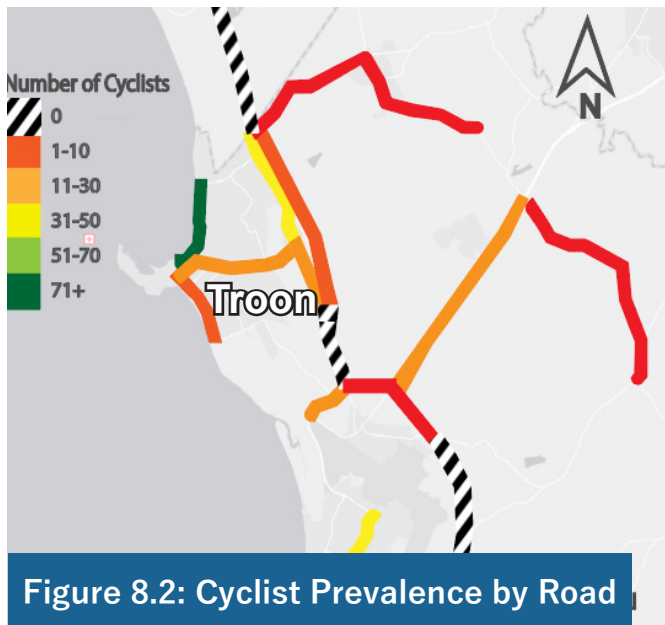 Number of Cyclists
0
1-10
11-30
31-50
51-70
71+
N
Troon
Figure 8.2: Cyclist Prevalence by Road